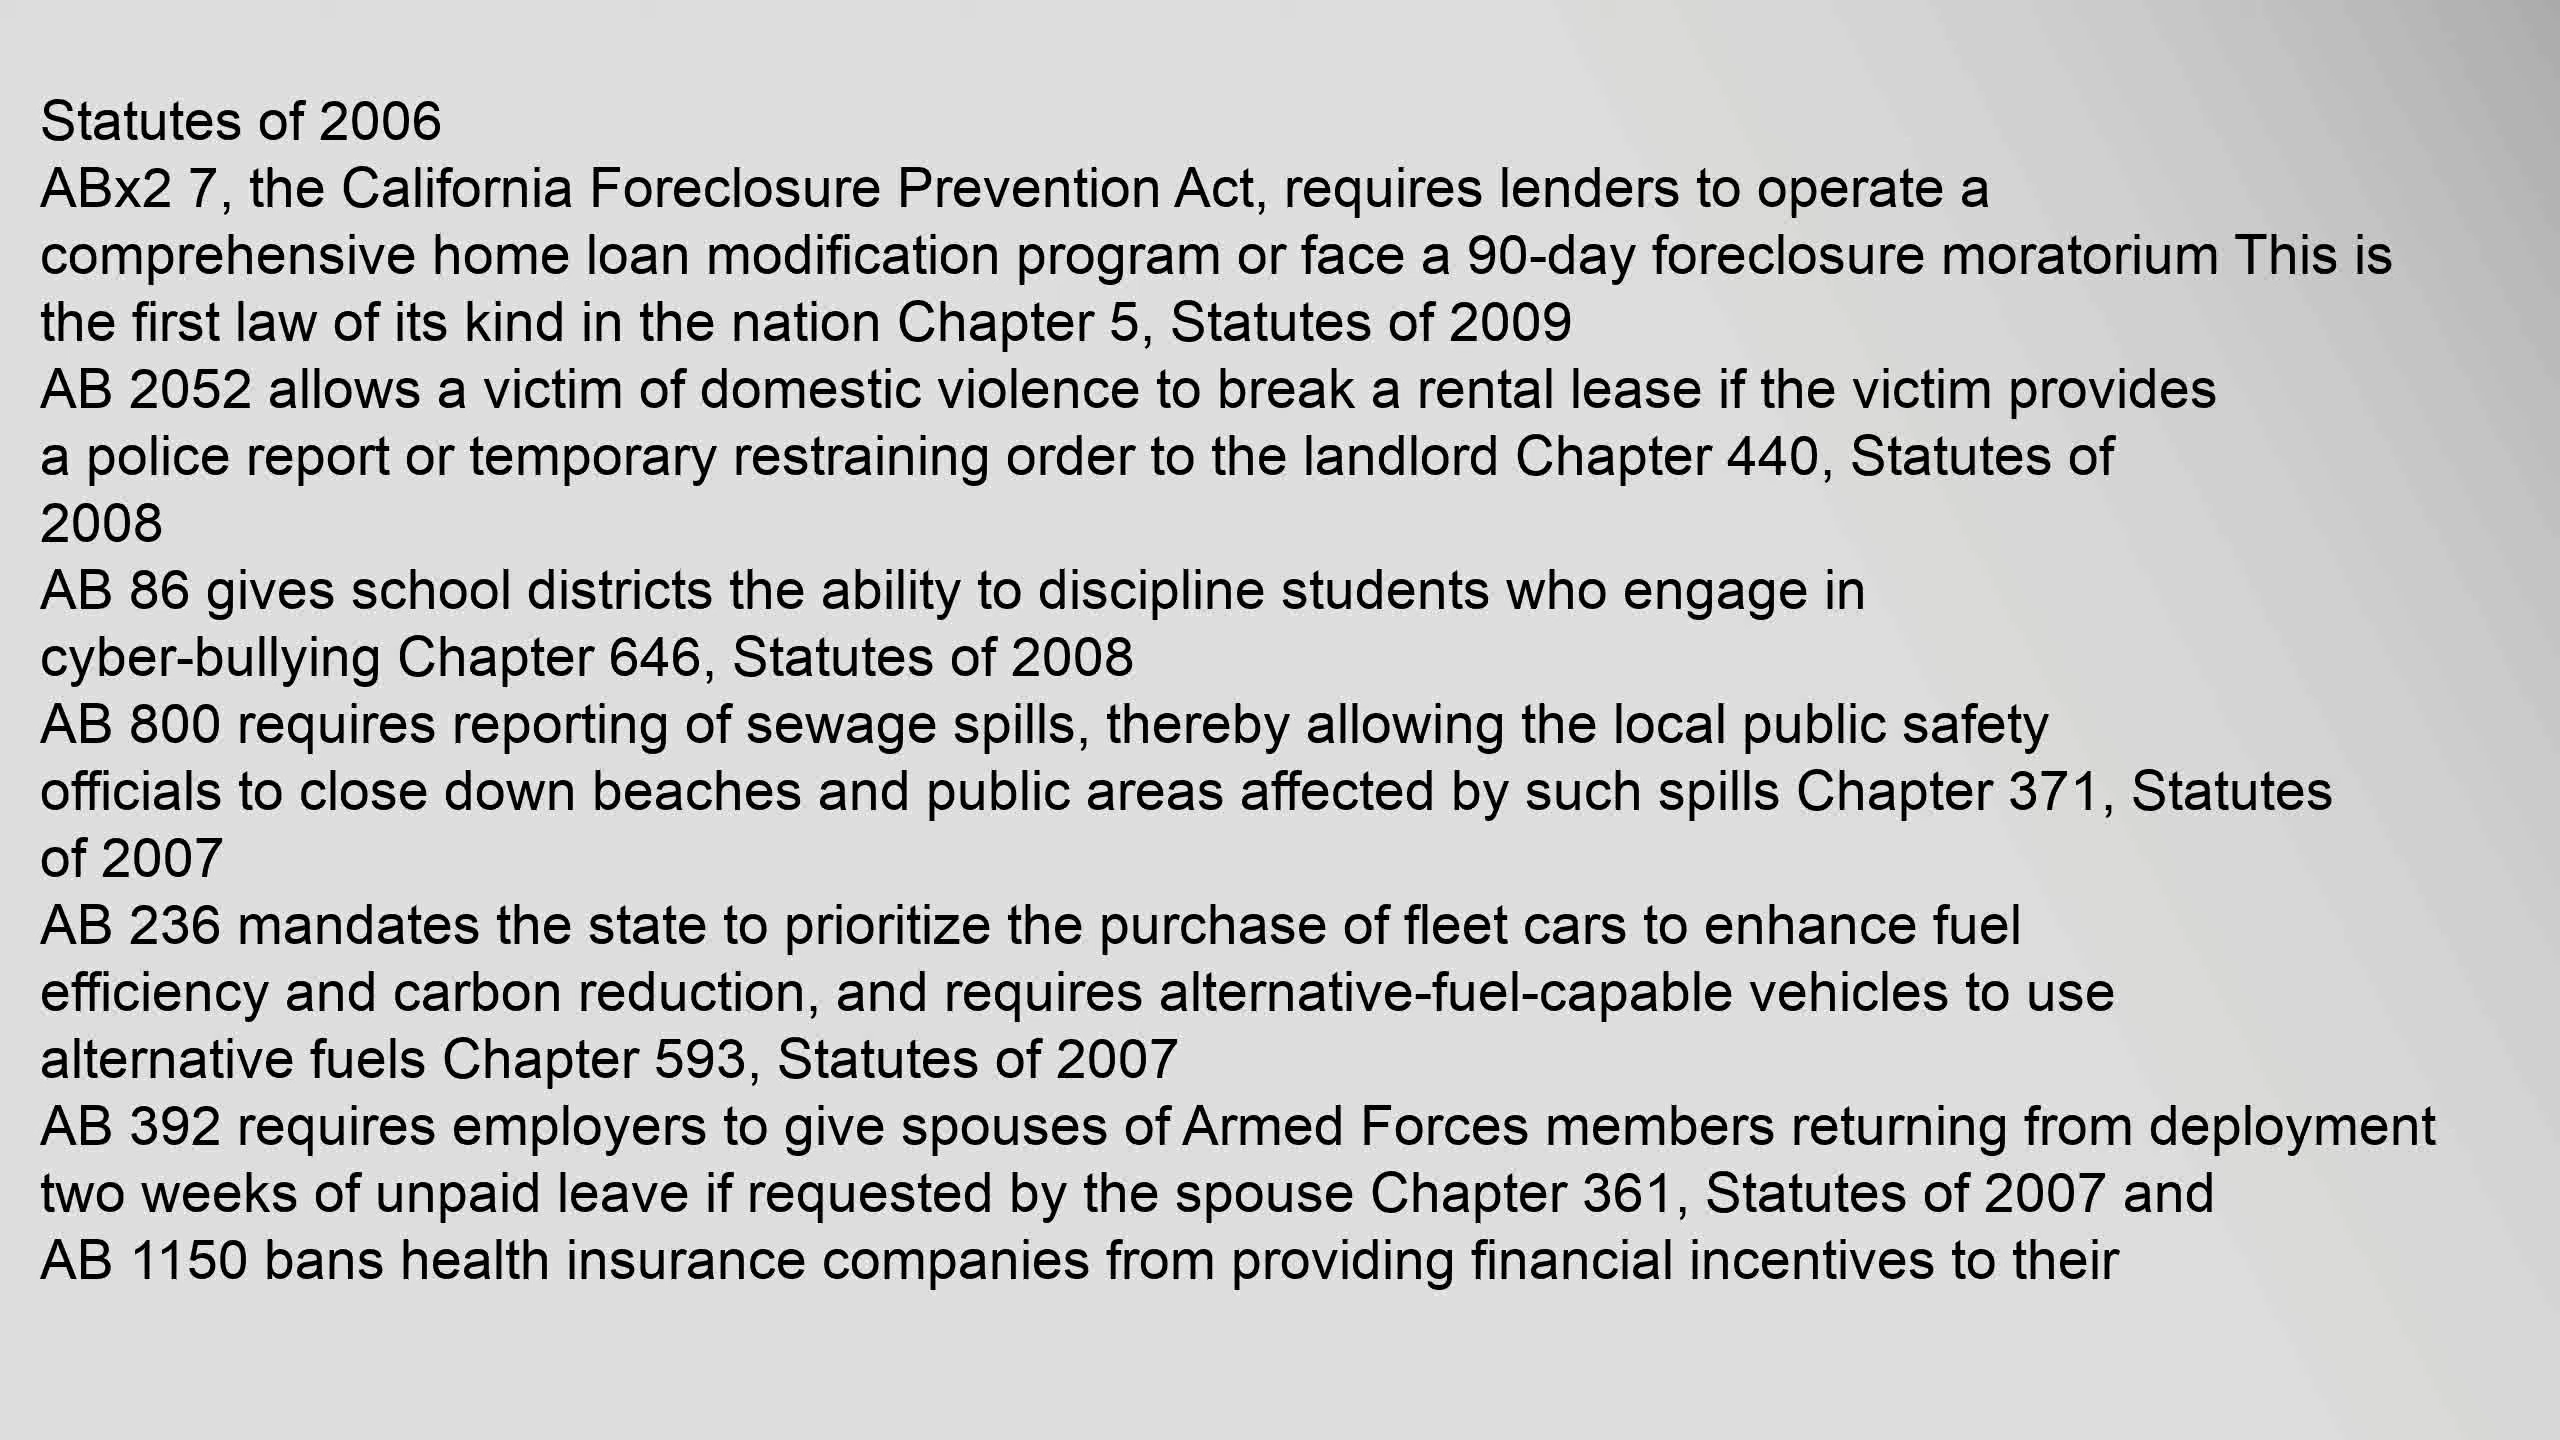 Statutes of 2006
ABx2 7, the California Foreclosure Prevention Act, requires lenders to operate a
comprehensive home loan modification program or face a 90-day foreclosure moratorium This is
the first law of its kind in the nation Chapter 5, Statutes of 2009
AB 2052 allows a victim of domestic violence to break a rental lease if the victim provides
a police report or temporary restraining order to the landlord Chapter 440, Statutes of
2008
AB 86 gives school districts the ability to discipline students who engage in
cyber-bullying Chapter 646, Statutes of 2008
AB 800 requires reporting of sewage spills, thereby allowing the local public safety
officials to close down beaches and public areas affected by such spills Chapter 371, Statutes
of 2007
AB 236 mandates the state to prioritize the purchase of fleet cars to enhance fuel
efficiency and carbon reduction, and requires alternative-fuel-capable vehicles to use
alternative fuels Chapter 593, Statutes of 2007
AB 392 requires employers to give spouses of Armed Forces members returning from deployment
two weeks of unpaid leave if requested by the spouse Chapter 361, Statutes of 2007 and
AB 1150 bans health insurance companies from providing financial incentives to their